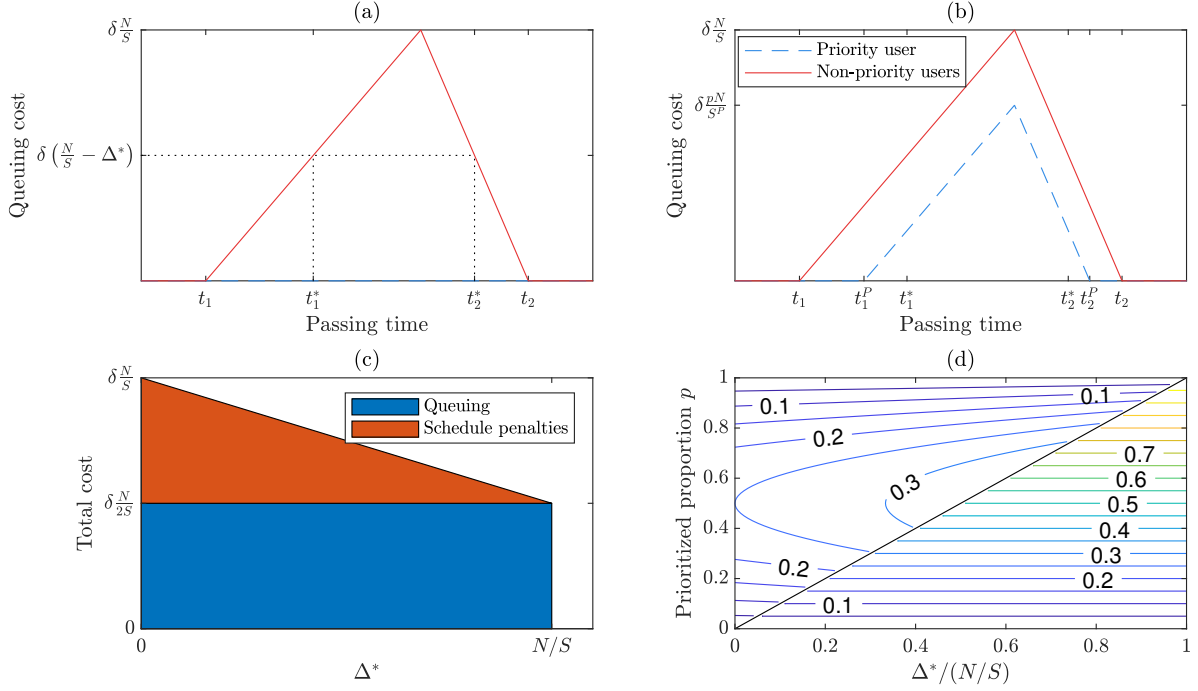 (a)
δ N/S
δ (N/S − Δ*)
Queuing cost
t₁ t₁* t₂* t₂
Passing time
(b)
δ N/S
δ pN/Sᴾ
Queuing cost
Priority user
Non-priority users
t₁ t₁ᴾ t₁* t₂* t₂ᴾ t₂
Passing time
(c)
δ N/S
δ N/2S
0
Total cost
Queuing
Schedule penalties
0 N/S
Δ*
(d)
1
0.8
0.6
0.4
0.2
0
Prioritized proportion p
0.1 0.1
0.2
0.3 0.7
0.6
0.5
0.4
0.3
0.2 0.2
0.1
0 0.2 0.4 0.6 0.8 1
Δ*/(N/S)